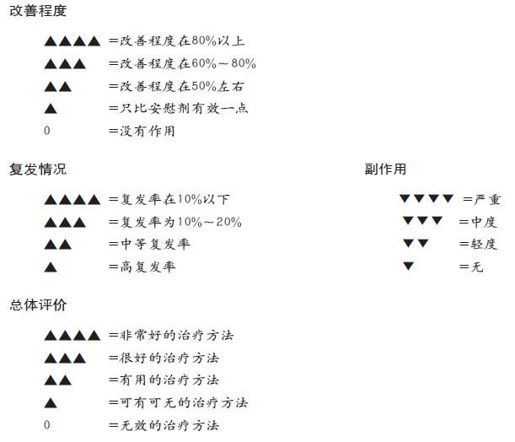 改善程度
▲▲▲▲ =改善程度在80%以上
▲▲▲ =改善程度在60%～80%
▲▲ =改善程度在50%左右
▲ =只比安慰剂有效一点
0 =没有作用
复发情况
▲▲▲▲ =复发率在10%以下
▲▲▲ =复发率为10%～20%
▲▲ =中等复发率
▲ =高复发率
副作用
▼▼▼▼ =严重
▼▼▼ =中度
▼▼ =轻度
▼ =无
总体评价
▲▲▲▲ =非常好的治疗方法
▲▲▲ =很好的治疗方法
▲▲ =有用的治疗方法
▲ =可有可无的治疗方法
0 =无效的治疗方法